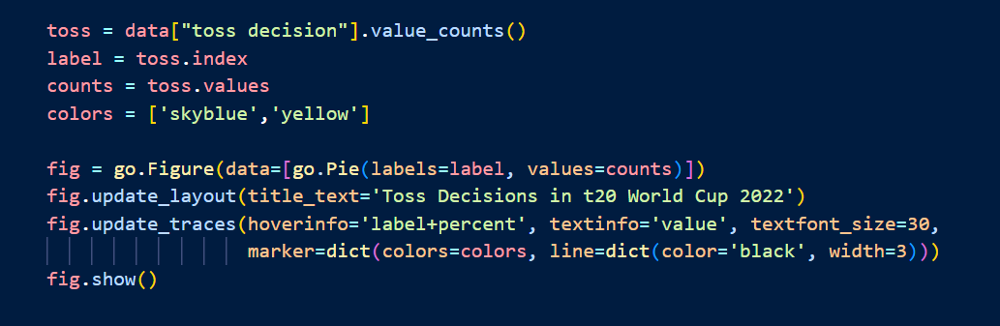 toss = data["toss decision"].value_counts()
label = toss.index
counts = toss.values
colors = ['skyblue','yellow']
fig = go.Figure(data=[go.Pie(labels=label, values=counts)])
fig.update_layout(title_text='Toss Decisions in t20 World Cup 2022')
fig.update_traces(hoverinfo='label+percent', textinfo='value', textfont_size=30,
marker=dict(colors=colors, line=dict(color='black', width=3)))
fig.show()